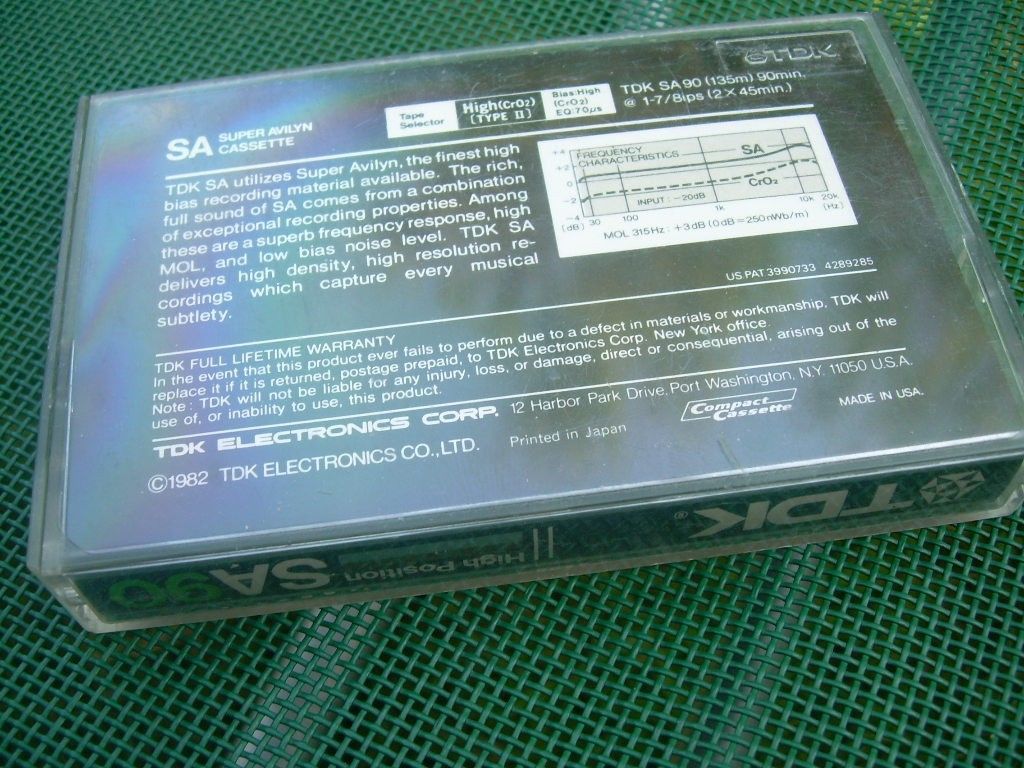 TDK
Tape Selector
High(CrO₂) [TYPE II]
Bias:High (CrO₂) EQ:70μs
TDK SA90 (135m) 90min.
@ 1-7/8ips (2 × 45min.)
SA SUPER AVILYN CASSETTE
TDK SA utilizes Super Avilyn, the finest high
bias recording material available. The rich,
full sound of SA comes from a combination
of exceptional recording properties. Among
these are a superb frequency response, high
MOL, and low bias noise level. TDK SA
delivers high density, high resolution re-
cordings which capture every musical
subtlety.
FREQUENCY
CHARACTERISTICS
SA
CrO₂
INPUT : −20dB
+4
+2
0
−2
−4
[dB] 30 100 1k 10k 20k
[Hz]
MOL 315Hz : +3dB (0dB=250nWb/m)
US.PAT.3990733 4289285
TDK FULL LIFETIME WARRANTY
In the event that this product ever fails to perform due to a defect in materials or workmanship, TDK will
replace it if it is returned, postage prepaid, to TDK Electronics Corp. New York office.
Note : TDK will not be liable for any injury, loss, or damage, direct or consequential, arising out of the
use of, or inability to use, this product.
TDK ELECTRONICS CORP. 12 Harbor Park Drive, Port Washington, N.Y. 11050 U.S.A.
©1982 TDK ELECTRONICS CO., LTD. Printed in Japan Compact Cassette MADE IN USA.
TDK® High Position SA90